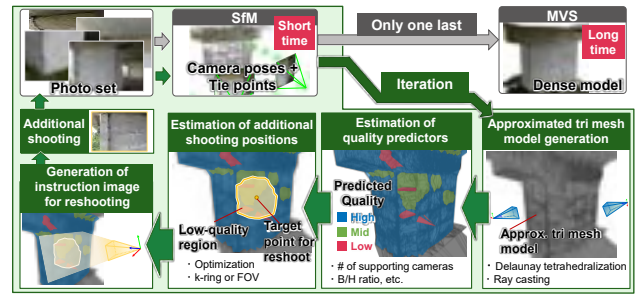 SfM
Short
time
Only one last
MVS
Long
time
Photo set
Camera poses +
Tie points
Dense model
Iteration
Additional
shooting
Estimation of additional
shooting positions
Estimation of
quality predictors
Approximated tri mesh
model generation
Generation of
instruction image
for reshooting
Low-quality
region
Target
point for
reshoot
Predicted
Quality
High
Mid
Low
Approx. tri mesh
model
· Optimization
· k-ring or FOV
· # of supporting cameras
· B/H ratio, etc.
· Delaunay tetrahedralization
· Ray casting